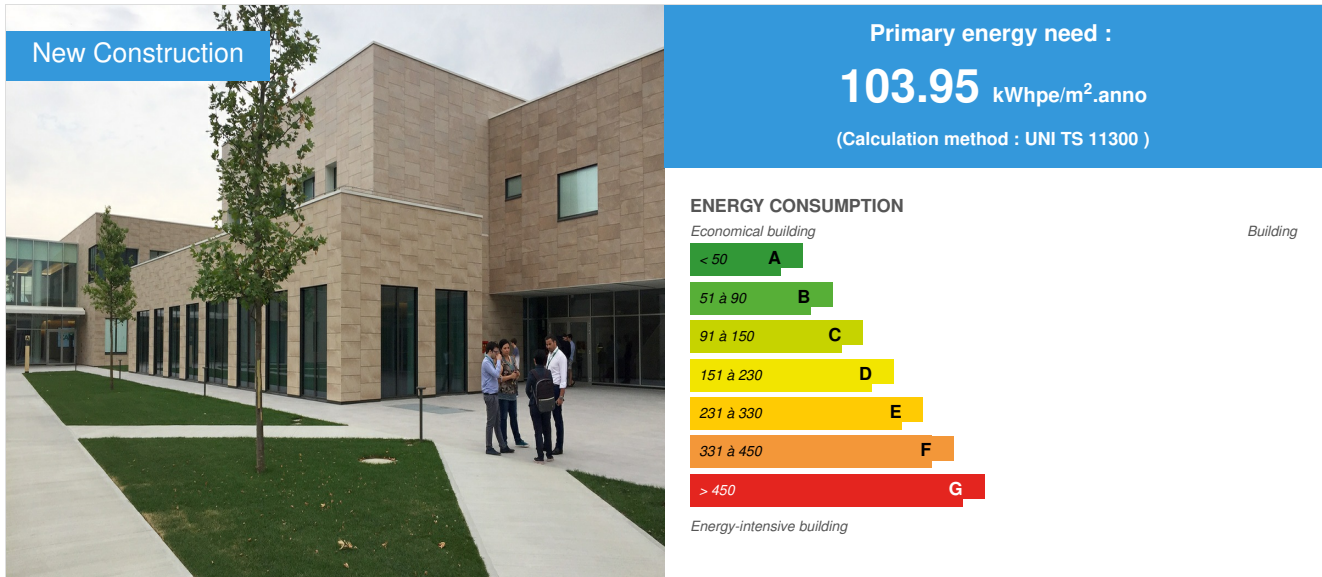 New Construction
Primary energy need :
103.95 kWhpe/m².anno
(Calculation method : UNI TS 11300 )
ENERGY CONSUMPTION
Economical building
Building
< 50 A
51 à 90 B
91 à 150 C
151 à 230 D
231 à 330 E
331 à 450 F
> 450 G
Energy-intensive building